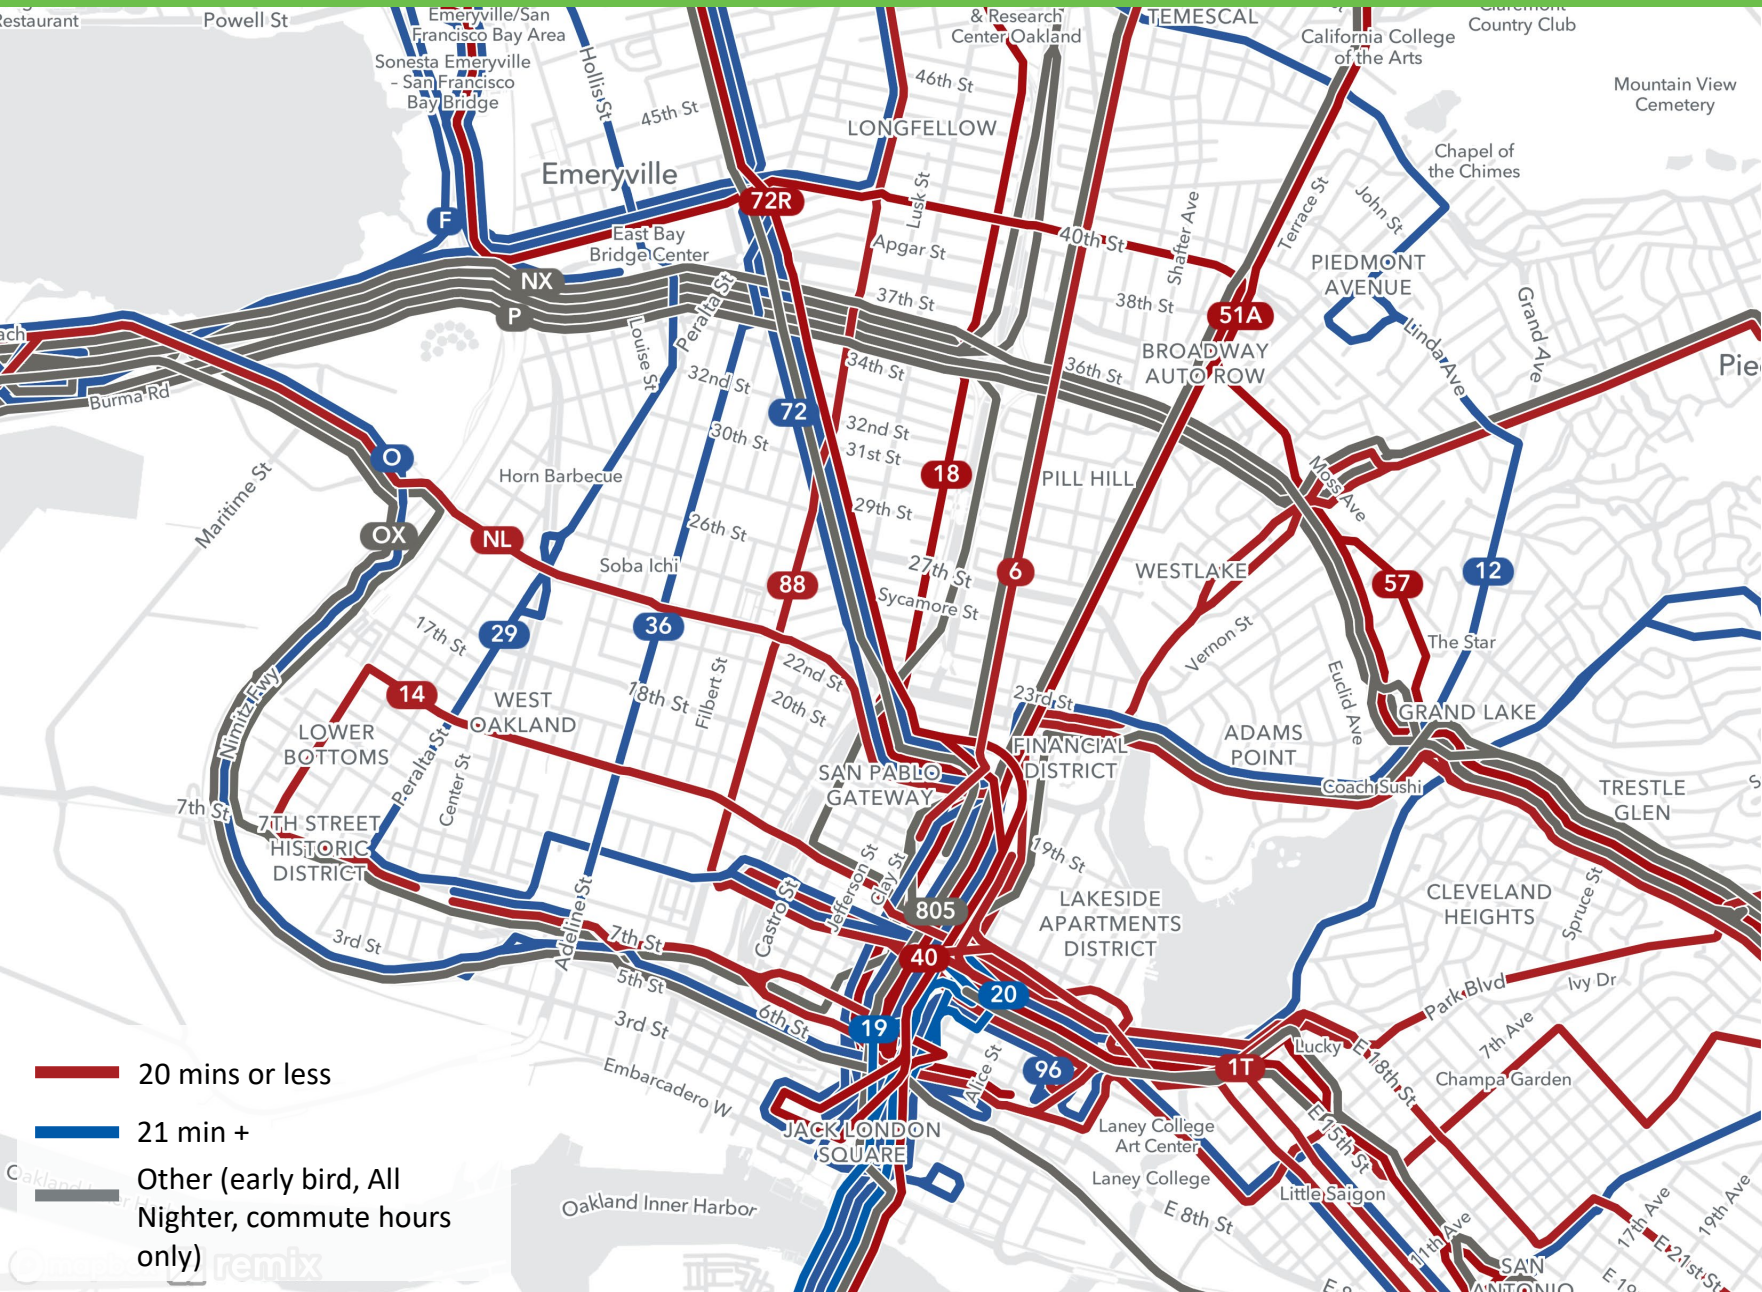 Restaurant
Powell St
Emeryville/San
Francisco Bay Area
Sonesta Emeryville
- San Francisco
Bay Bridge
Hollis St
45th St
& Research
Center Oakland
46th St
TEMESCAL
California College
of the Arts
Claremont
Country Club
Mountain View
Cemetery
LONGFELLOW
Emeryville
Lusk St
Chapel of
the Chimes
Terrace St
John St
Shafter Ave
72R
F
East Bay
Bridge Center
Apgar St
40th St
PIEDMONT
AVENUE
NX
P
Peralta St
37th St
38th St
51A
Grand Ave
Linda Ave
Louise St
34th St
36th St
BROADWAY
AUTO ROW
Burma Rd
32nd St
72
30th St
32nd St
31st St
O
Horn Barbecue
18
PILL HILL
Moss Ave
Maritime St
29th St
OX
NL
26th St
Soba Ichi
27th St
6
WESTLAKE
57
12
88
Sycamore St
29
36
17th St
Vernon St
The Star
22nd St
18th St
Filbert St
20th St
14
WEST
OAKLAND
23rd St
Euclid Ave
GRAND LAKE
Nimitz Fwy
LOWER
BOTTOMS
Peralta St
Center St
FINANCIAL
DISTRICT
ADAMS
POINT
SAN PABLO
GATEWAY
Coach Sushi
TRESTLE
GLEN
7th St
7TH STREET
HISTORIC
DISTRICT
Jefferson St
Clay St
19th St
Castro St
Adeline St
805
LAKESIDE
APARTMENTS
DISTRICT
CLEVELAND
HEIGHTS
Spruce St
3rd St
7th St
40
5th St
20
Park Blvd
Ivy Dr
6th St
19
3rd St
7th Ave
Lucky
E 18th St
Embarcadero W
Alice St
96
1T
Champa Garden
JACK LONDON
SQUARE
Laney College
Art Center
E 15th St
Laney College
Little Saigon
Oakland Inner Harbor
E 8th St
11th Ave
17th Ave
19th Ave
E 21st St
SAN
ANTONIO
20 mins or less
21 min +
Other (early bird, All
Nighter, commute hours
only)
Oakland Inner
mapbox remix